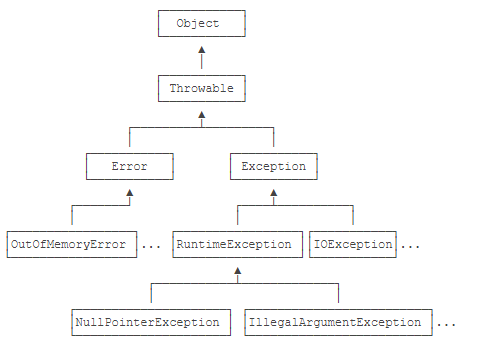 Object
Throwable
Error Exception
OutOfMemoryError ... RuntimeException IOException ...
NullPointerException IllegalArgumentException ...